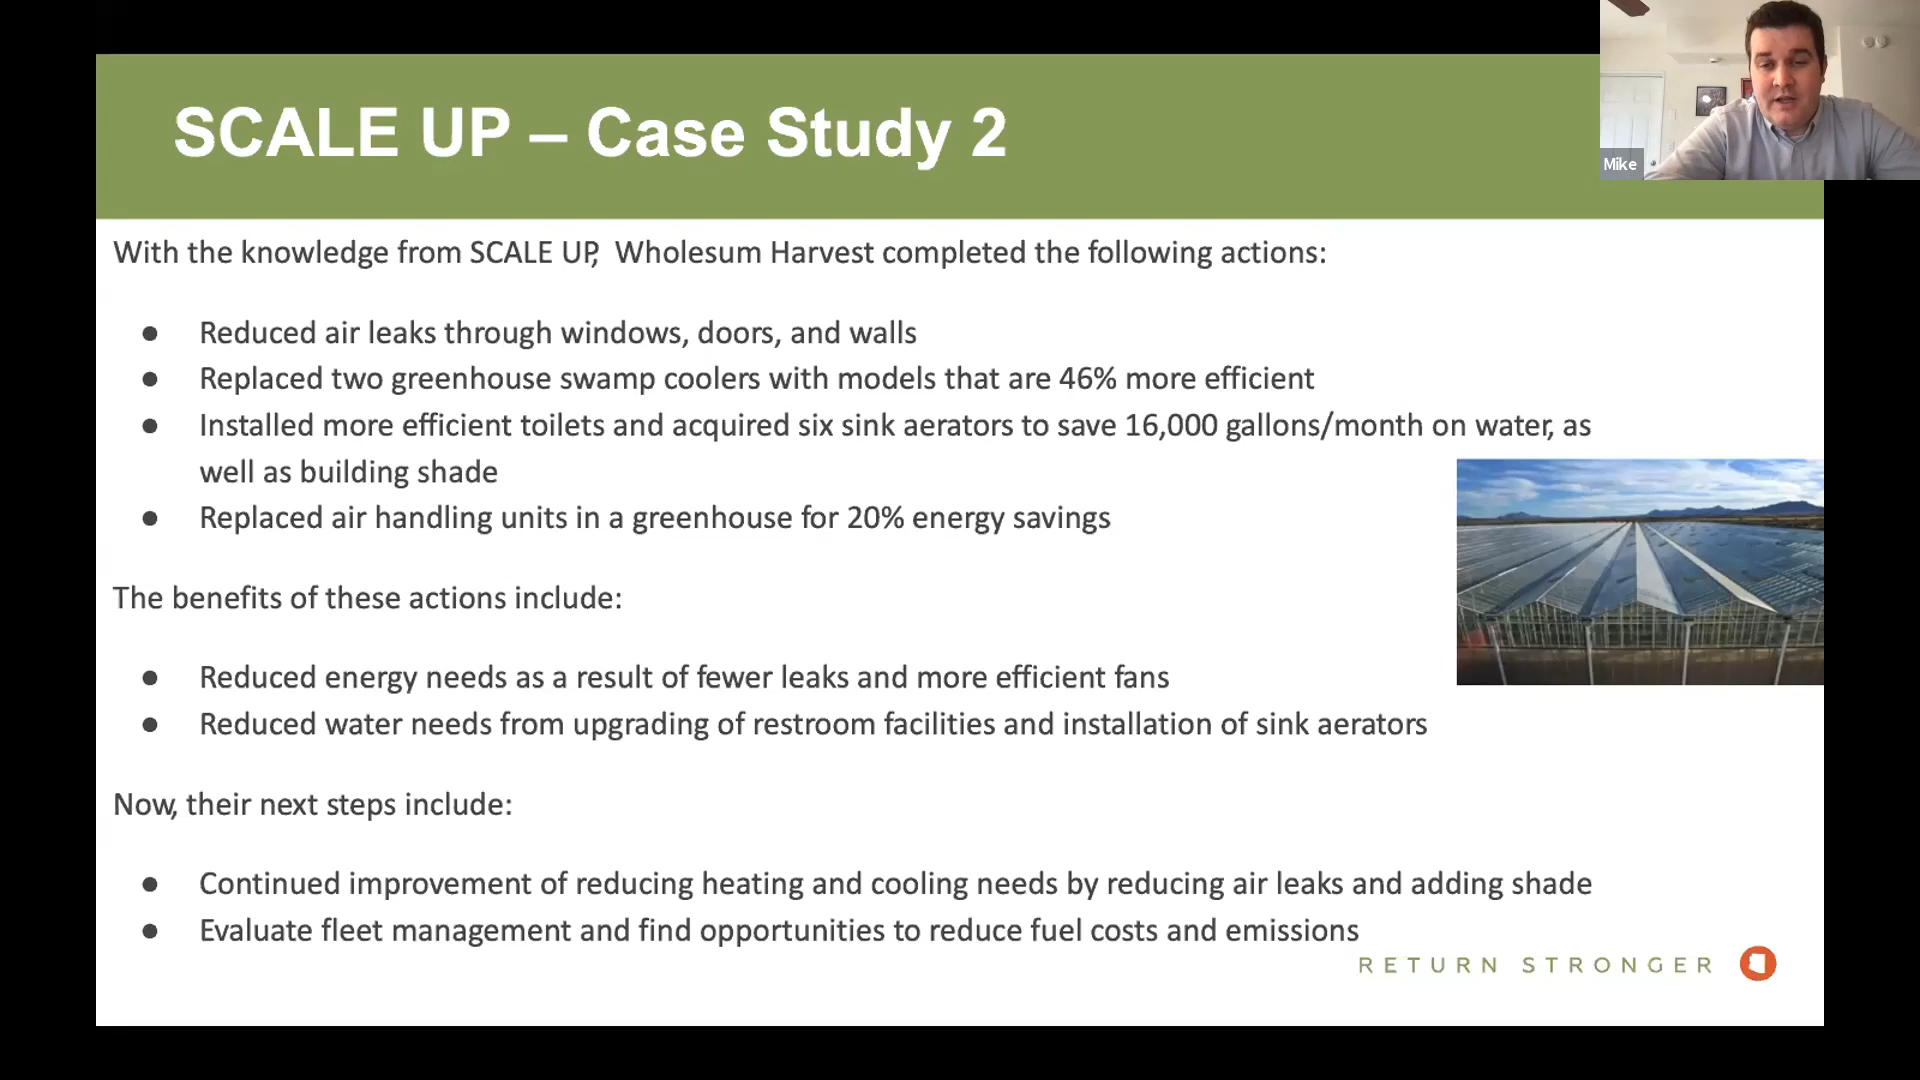 SCALE UP – Case Study 2
Mike
With the knowledge from SCALE UP,  Wholesum Harvest completed the following actions:
● Reduced air leaks through windows, doors, and walls
● Replaced two greenhouse swamp coolers with models that are 46% more efficient
● Installed more efficient toilets and acquired six sink aerators to save 16,000 gallons/month on water, as
well as building shade
● Replaced air handling units in a greenhouse for 20% energy savings
The benefits of these actions include:
● Reduced energy needs as a result of fewer leaks and more efficient fans
● Reduced water needs from upgrading of restroom facilities and installation of sink aerators
Now, their next steps include:
● Continued improvement of reducing heating and cooling needs by reducing air leaks and adding shade
● Evaluate fleet management and find opportunities to reduce fuel costs and emissions
RETURN STRONGER